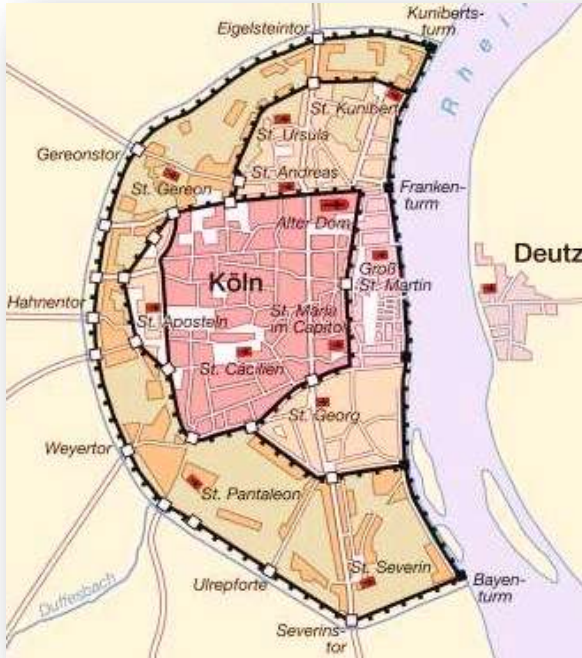 Kuniberts-
turm
Eigelsteintor
Rhein
St. Kunibert
St. Ursula
Gereonstor
St. Andreas
St. Gereon
Franken-
turm
Alter Dom
Deutz
Groß
St. Martin
Köln
Hahnentor
St. Maria
im Capitol
St. Aposteln
St. Cäcilien
St. Georg
Weyertor
St. Pantaleon
St. Severin
Bayen-
turm
Ulrepforte
Duffesbach
Severins-
tor